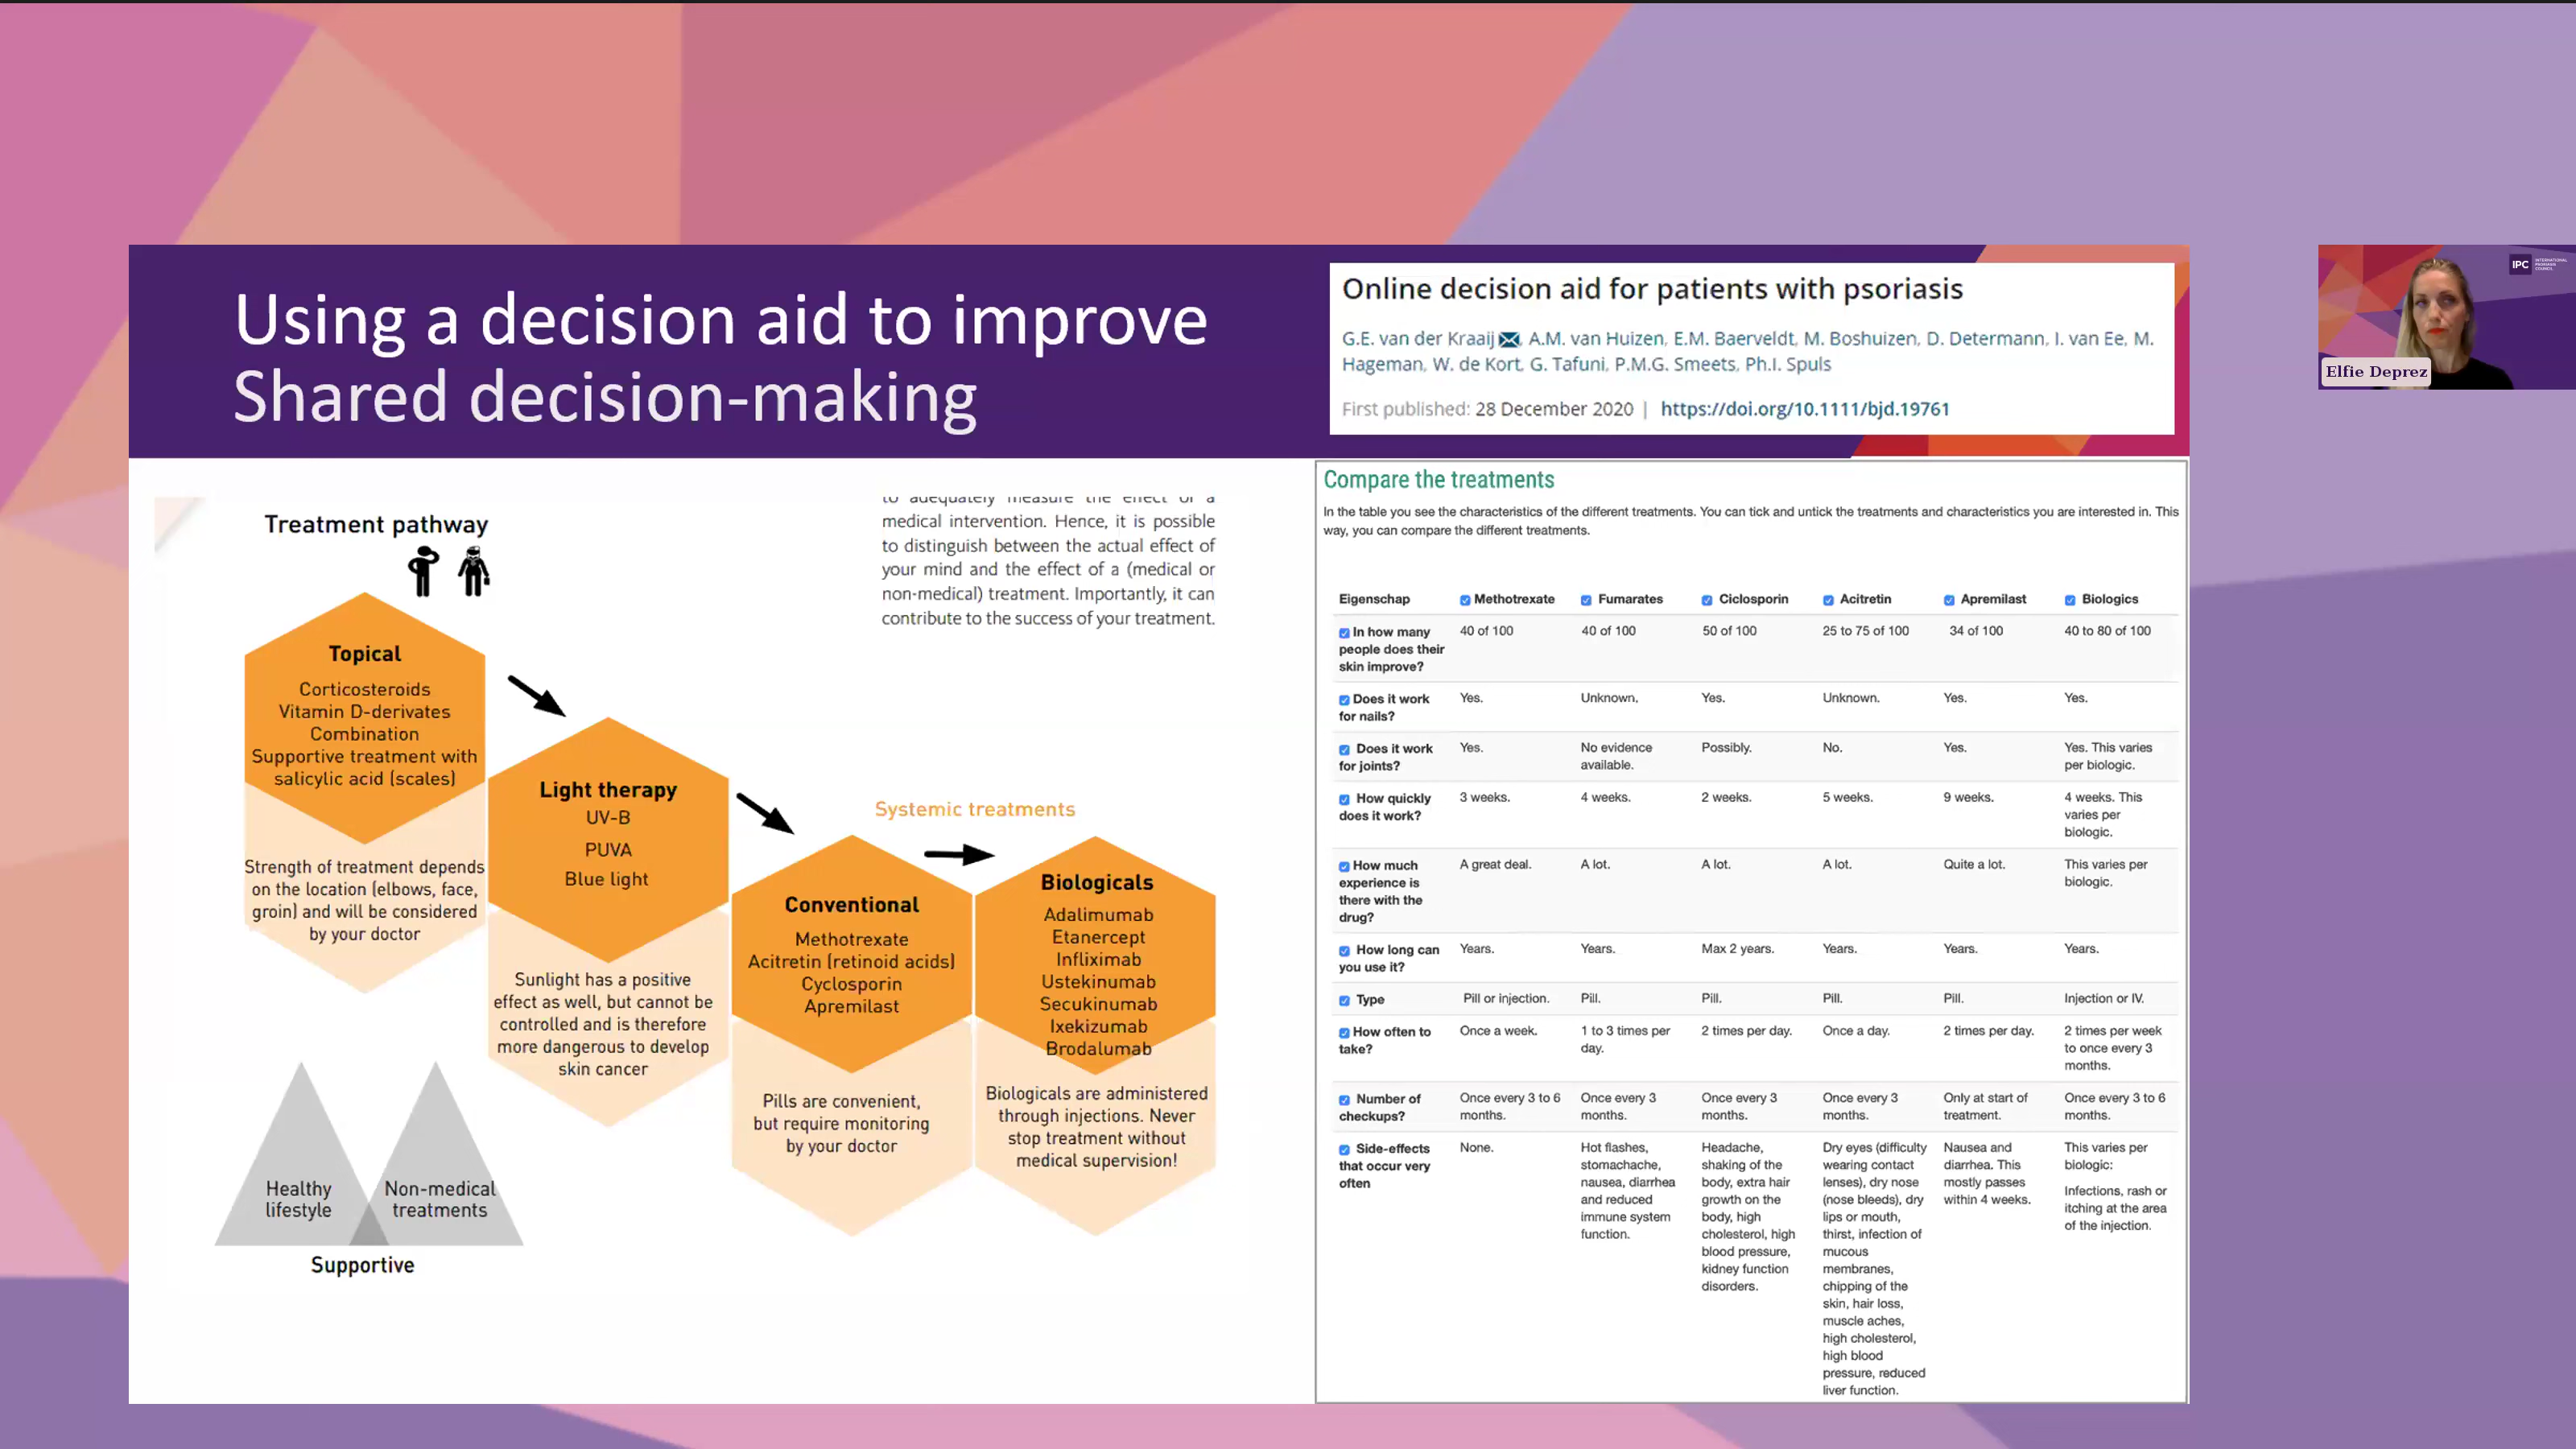 Using a decision aid to improve
Shared decision-making
Online decision aid for patients with psoriasis
G.E. van der Kraaij, A.M. van Huizen, E.M. Baerveldt, M. Boshuizen, D. Determann, I. van Ee, M.
Hageman, W. de Kort, G. Tafuni, P.M.G. Smeets, Ph.I. Spuls
First published: 28 December 2020 | https://doi.org/10.1111/bjd.19761
IPC INTERNATIONAL PSORIASIS COUNCIL
Elfie Deprez
Treatment pathway
to adequately measure the effect of a
medical intervention. Hence, it is possible
to distinguish between the actual effect of
your mind and the effect of a (medical or
non-medical) treatment. Importantly, it can
contribute to the success of your treatment.
Topical
Corticosteroids
Vitamin D-derivates
Combination
Supportive treatment with
salicylic acid (scales)
Strength of treatment depends
on the location (elbows, face,
groin) and will be considered
by your doctor
Light therapy
UV-B
PUVA
Blue light
Sunlight has a positive
effect as well, but cannot be
controlled and is therefore
more dangerous to develop
skin cancer
Systemic treatments
Conventional
Methotrexate
Acitretin (retinoid acids)
Cyclosporin
Apremilast
Pills are convenient,
but require monitoring
by your doctor
Biologicals
Adalimumab
Etanercept
Infliximab
Ustekinumab
Secukinumab
Ixekizumab
Brodalumab
Biologicals are administered
through injections. Never
stop treatment without
medical supervision!
Healthy
lifestyle
Non-medical
treatments
Supportive
Compare the treatments
In the table you see the characteristics of the different treatments. You can tick and untick the treatments and characteristics you are interested in. This
way, you can compare the different treatments.
Eigenschap Methotrexate Fumarates Ciclosporin Acitretin Apremilast Biologics
In how many 40 of 100 40 of 100 50 of 100 25 to 75 of 100 34 of 100 40 to 80 of 100
people does their
skin improve?
Does it work Yes. Unknown. Yes. Unknown. Yes. Yes.
for nails?
Does it work Yes. No evidence Possibly. No. Yes. Yes. This varies
for joints? available. per biologic.
How quickly 3 weeks. 4 weeks. 2 weeks. 5 weeks. 9 weeks. 4 weeks. This
does it work? varies per
biologic.
How much A great deal. A lot. A lot. A lot. Quite a lot. This varies per
experience is biologic.
there with the
drug?
How long can Years. Years. Max 2 years. Years. Years. Years.
you use it?
Type Pill or injection. Pill. Pill. Pill. Pill. Injection or IV.
How often to Once a week. 1 to 3 times per 2 times per day. Once a day. 2 times per day. 2 times per week
take? day. to once every 3
months.
Number of Once every 3 to 6 Once every 3 Once every 3 Once every 3 Only at start of Once every 3 to 6
checkups? months. months. months. months. treatment. months.
Side-effects None. Hot flashes, Headache, Dry eyes (difficulty Nausea and This varies per
that occur very stomachache, shaking of the wearing contact diarrhea. This biologic:
often nausea, diarrhea body, extra hair lenses), dry nose mostly passes
and reduced growth on the (nose bleeds), dry within 4 weeks. Infections, rash or
immune system body, high lips or mouth, itching at the area
function. cholesterol, high thirst, infection of of the injection.
blood pressure, mucous
kidney function membranes,
disorders. chipping of the
skin, hair loss,
muscle aches,
high cholesterol,
high blood
pressure, reduced
liver function.